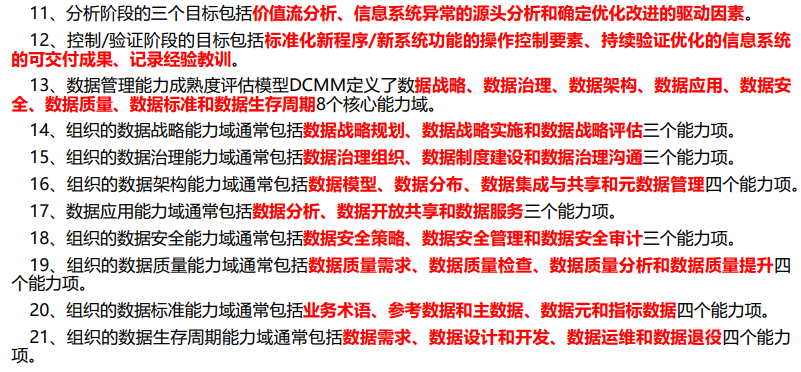 11、分析阶段的三个目标包括价值流分析、信息系统异常的源头分析和确定优化改进的驱动因素。
12、控制/验证阶段的目标包括标准化新程序/新系统功能的操作控制要素、持续验证优化的信息系统
的可交付成果、记录经验教训。
13、数据管理能力成熟度评估模型DCMM定义了数据战略、数据治理、数据架构、数据应用、数据安
全、数据质量、数据标准和数据生存周期8个核心能力域。
14、组织的数据战略能力域通常包括数据战略规划、数据战略实施和数据战略评估三个能力项。
15、组织的数据治理能力域通常包括数据治理组织、数据制度建设和数据治理沟通三个能力项。
16、组织的数据架构能力域通常包括数据模型、数据分布、数据集成与共享和元数据管理四个能力项。
17、数据应用能力域通常包括数据分析、数据开放共享和数据服务三个能力项。
18、组织的数据安全能力域通常包括数据安全策略、数据安全管理和数据安全审计三个能力项。
19、组织的数据质量能力域通常包括数据质量需求、数据质量检查、数据质量分析和数据质量提升四
个能力项。
20、组织的数据标准能力域通常包括业务术语、参考数据和主数据、数据元和指标数据四个能力项。
21、组织的数据生存周期能力域通常包括数据需求、数据设计和开发、数据运维和数据退役四个能力
项。